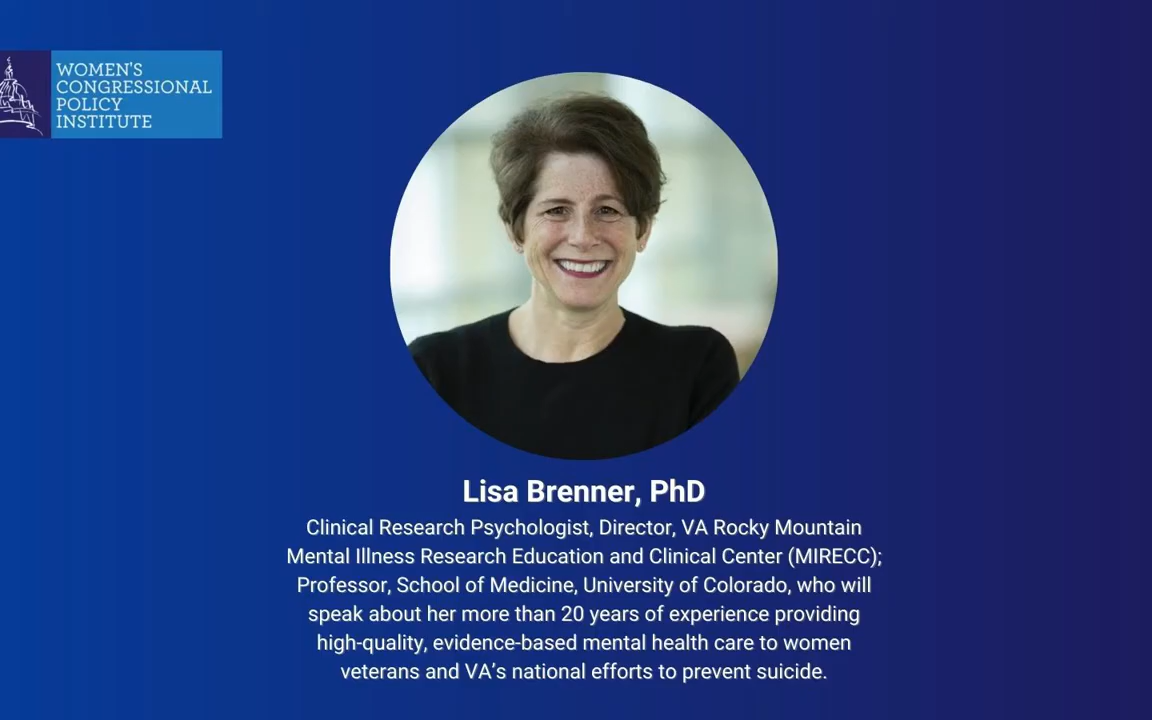 WOMEN'S
CONGRESSIONAL
POLICY
INSTITUTE
Lisa Brenner, PhD
Clinical Research Psychologist, Director, VA Rocky Mountain
Mental Illness Research Education and Clinical Center (MIRECC);
Professor, School of Medicine, University of Colorado, who will
speak about her more than 20 years of experience providing
high-quality, evidence-based mental health care to women
veterans and VA’s national efforts to prevent suicide.